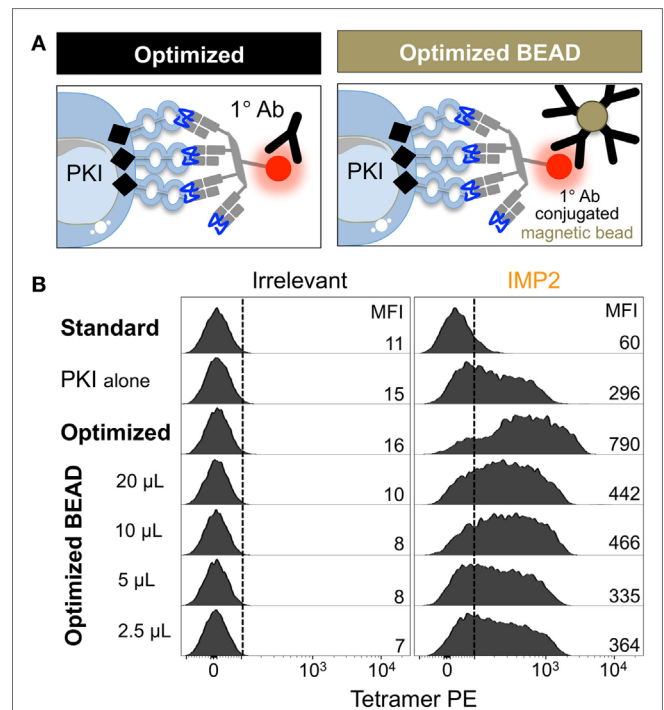 A
Optimized
Optimized BEAD
PKI
1° Ab
PKI
1° Ab
conjugated
magnetic bead
B
Irrelevant
IMP2
Standard
MFI
11
MFI
60
PKI alone
15
296
Optimized
16
790
Optimized BEAD
20 µL
10
442
10 µL
8
466
5 µL
8
335
2.5 µL
7
364
0
10³
10⁴
0
10³
10⁴
Tetramer PE